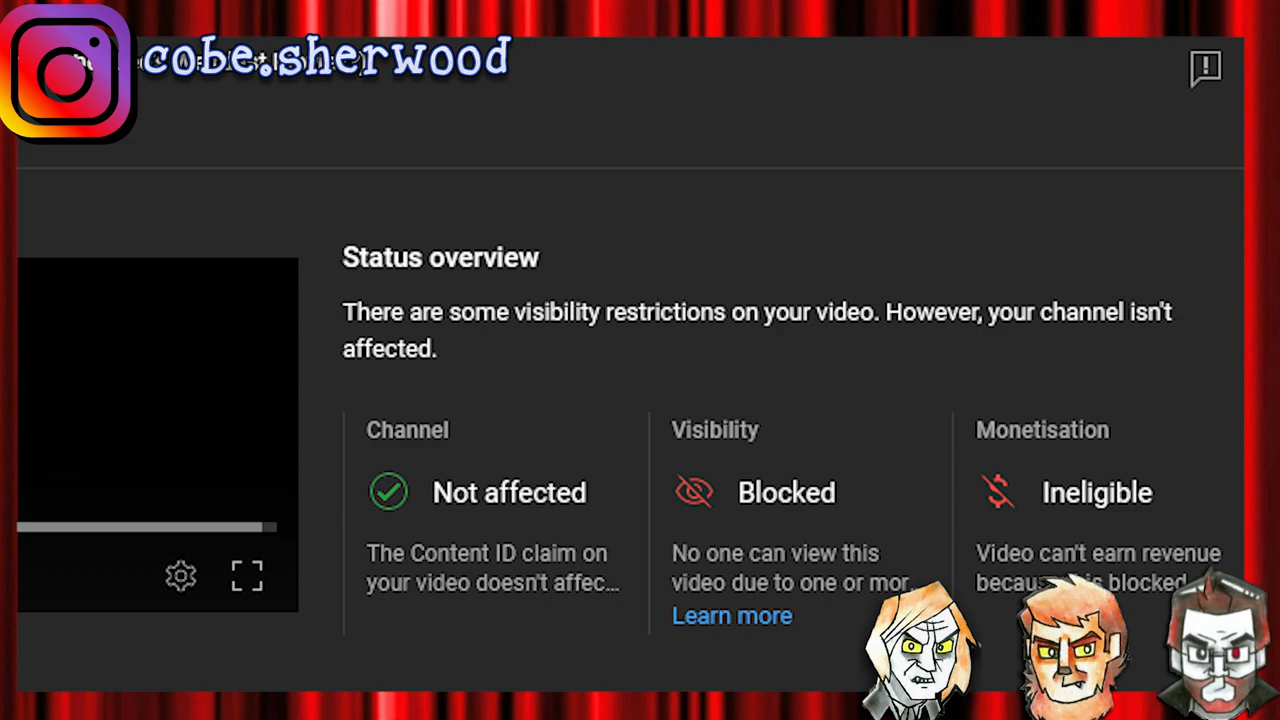 cobe.sherwood
Status overview
There are some visibility restrictions on your video. However, your channel isn't
affected.
Channel
Visibility
Monetisation
Not affected
Blocked
Ineligible
The Content ID claim on
your video doesn't affec...
No one can view this
video due to one or mor
Learn more
Video can't earn revenue
blocked